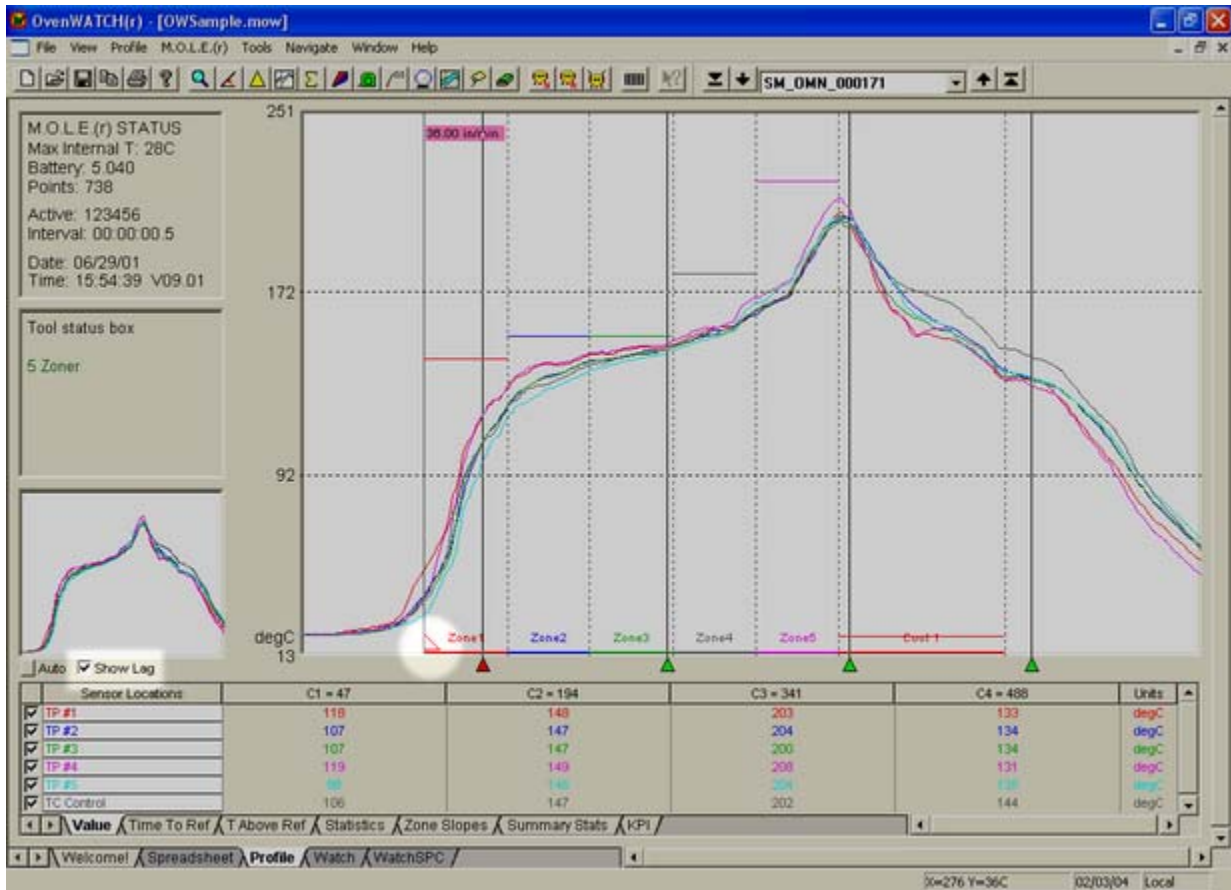 OvenWATCH(r) - [OWSample.mow]
File View Profile M.O.L.E.(r) Tools Navigate Window Help
SM_OMN_000171
M.O.L.E.(r) STATUS
Max Internal T: 28C
Battery: 5.040
Points: 738
Active: 123456
Interval: 00:00:00.5
Date: 06/29/01
Time: 15:54:39 V09.01
Tool status box
5 Zoner
Auto Show Lag
251
36.00 in/min
172
92
degC
13
Zone1 Zone2 Zone3 Zone4 Zone5 Cust 1
Sensor Locations C1 = 47 C2 = 194 C3 = 341 C4 = 488 Units
TP #1 118 148 203 133 degC
TP #2 107 147 204 134 degC
TP #3 107 147 200 134 degC
TP #4 119 149 208 131 degC
TP #5 degC
TC Control 106 147 202 144 degC
Value Time To Ref T Above Ref Statistics Zone Slopes Summary Stats KPI
Welcome! Spreadsheet Profile Watch WatchSPC
X=276 Y=36C 02/03/04 Local